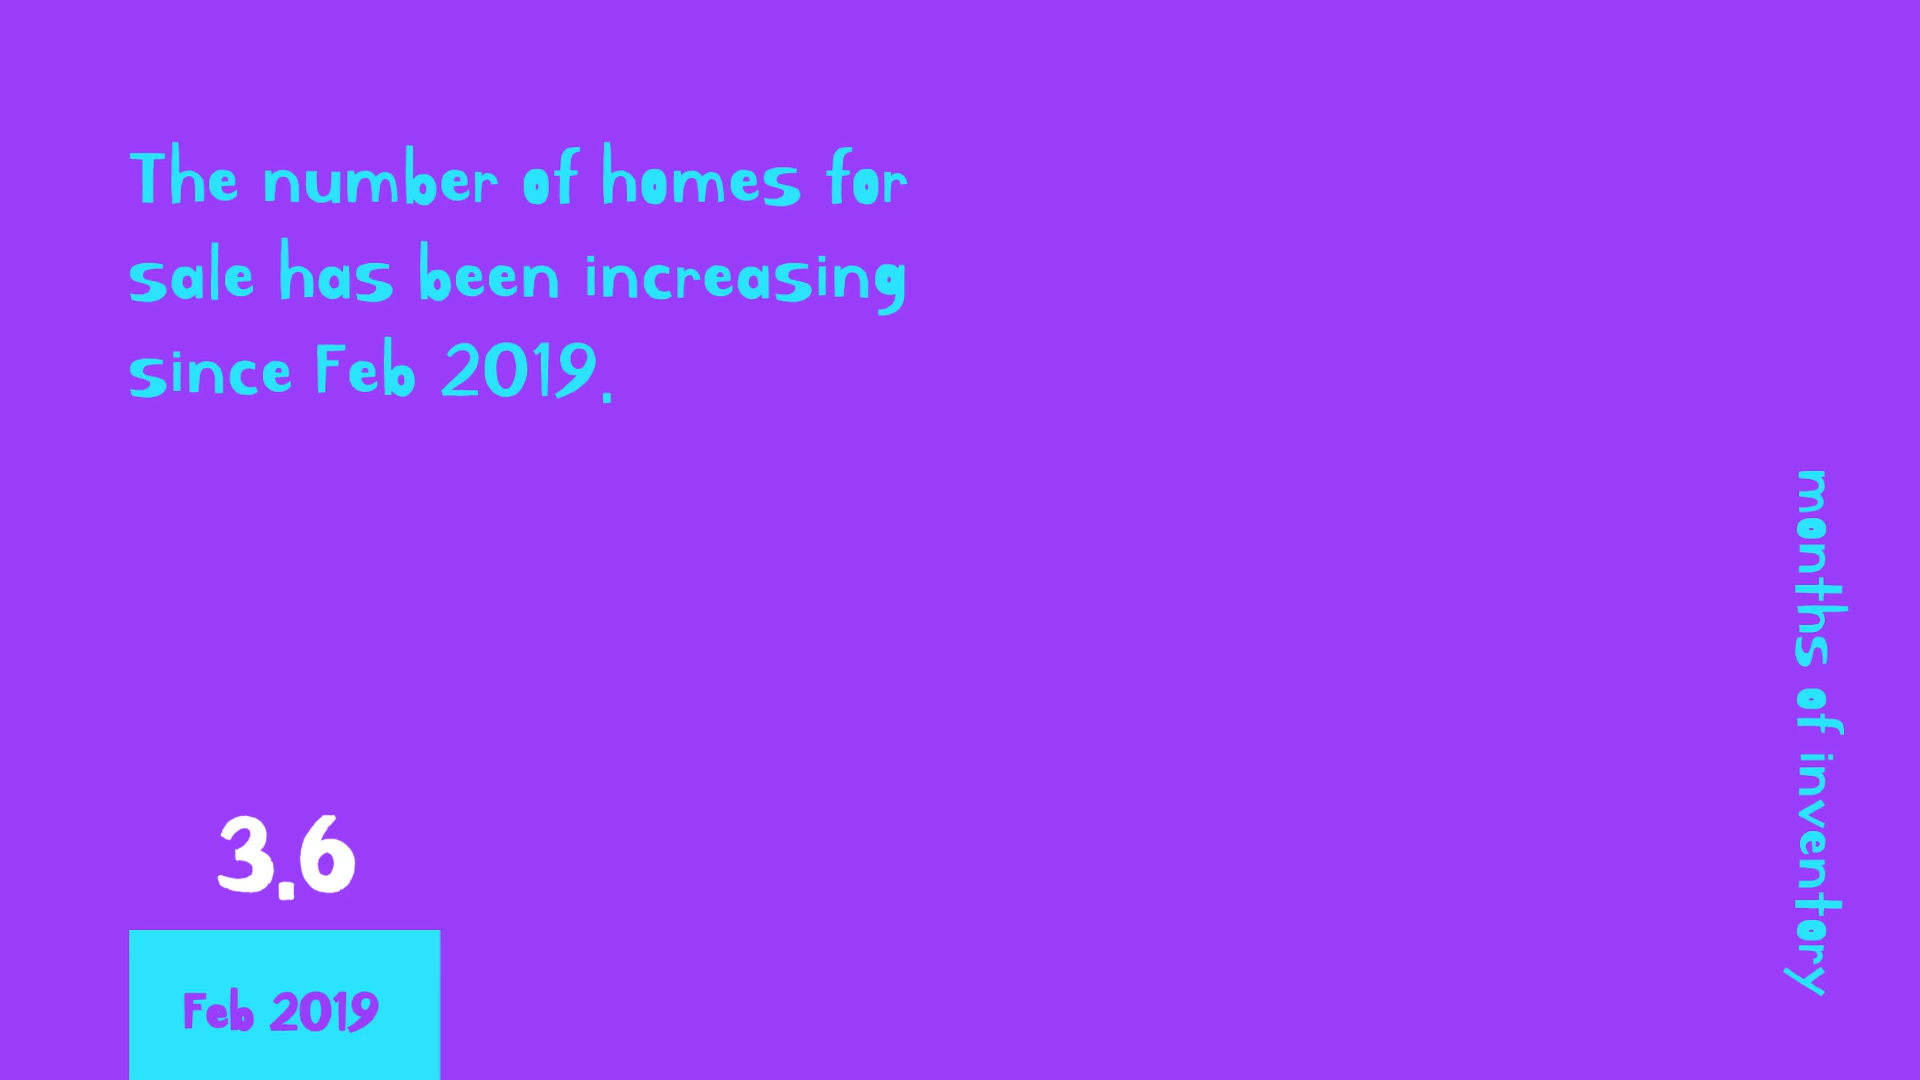 The number of homes for
sale has been increasing
since Feb 2019.
months of inventory
3.6
Feb 2019